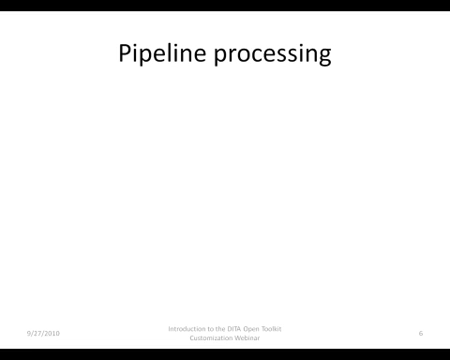 Pipeline processing
9/27/2010
Introduction to the DITA Open Toolkit
Customization Webinar
6